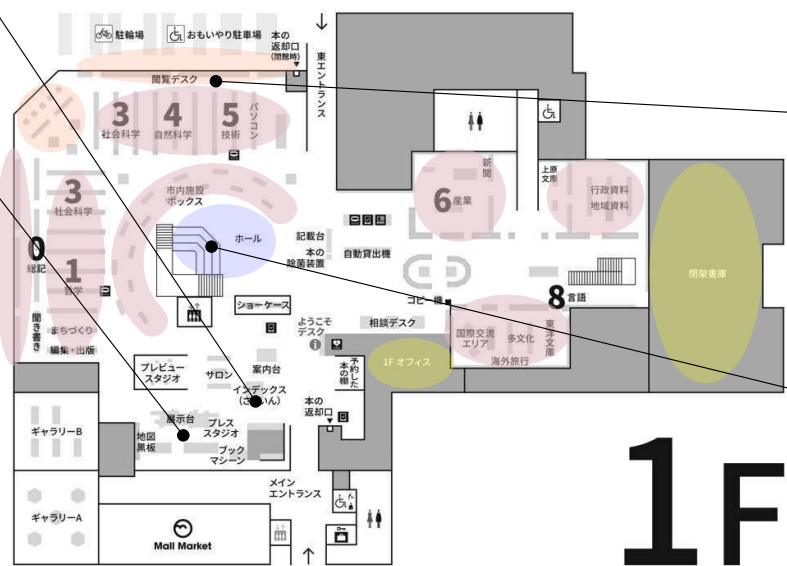 駐輪場
おもいやり駐車場
本の
返却口
(閉館時)
東エントランス
閲覧デスク
3
社会科学
4
自然科学
5
技術
パソコン
新聞
6 産業
上原
文庫
行政資料
地域資料
3
社会科学
市内施設
ボックス
0
総記
1
哲学
ホール
記載台
本の
除菌装置
自動貸出機
閉架書庫
コピー機
8 言語
ショーケース
ようこそ
デスク
相談デスク
国際交流
エリア
多文化
東洋文庫
海外旅行
聞き書き
まちづくり
編集・出版
1F オフィス
プレビュー
スタジオ
サロン
案内台
予約した
本の棚
インデックス
展示台
プレス
スタジオ
本の
返却口
ギャラリーB
地図
黒板
ブック
マシーン
メイン
エントランス
ギャラリーA
Mall Market
1F